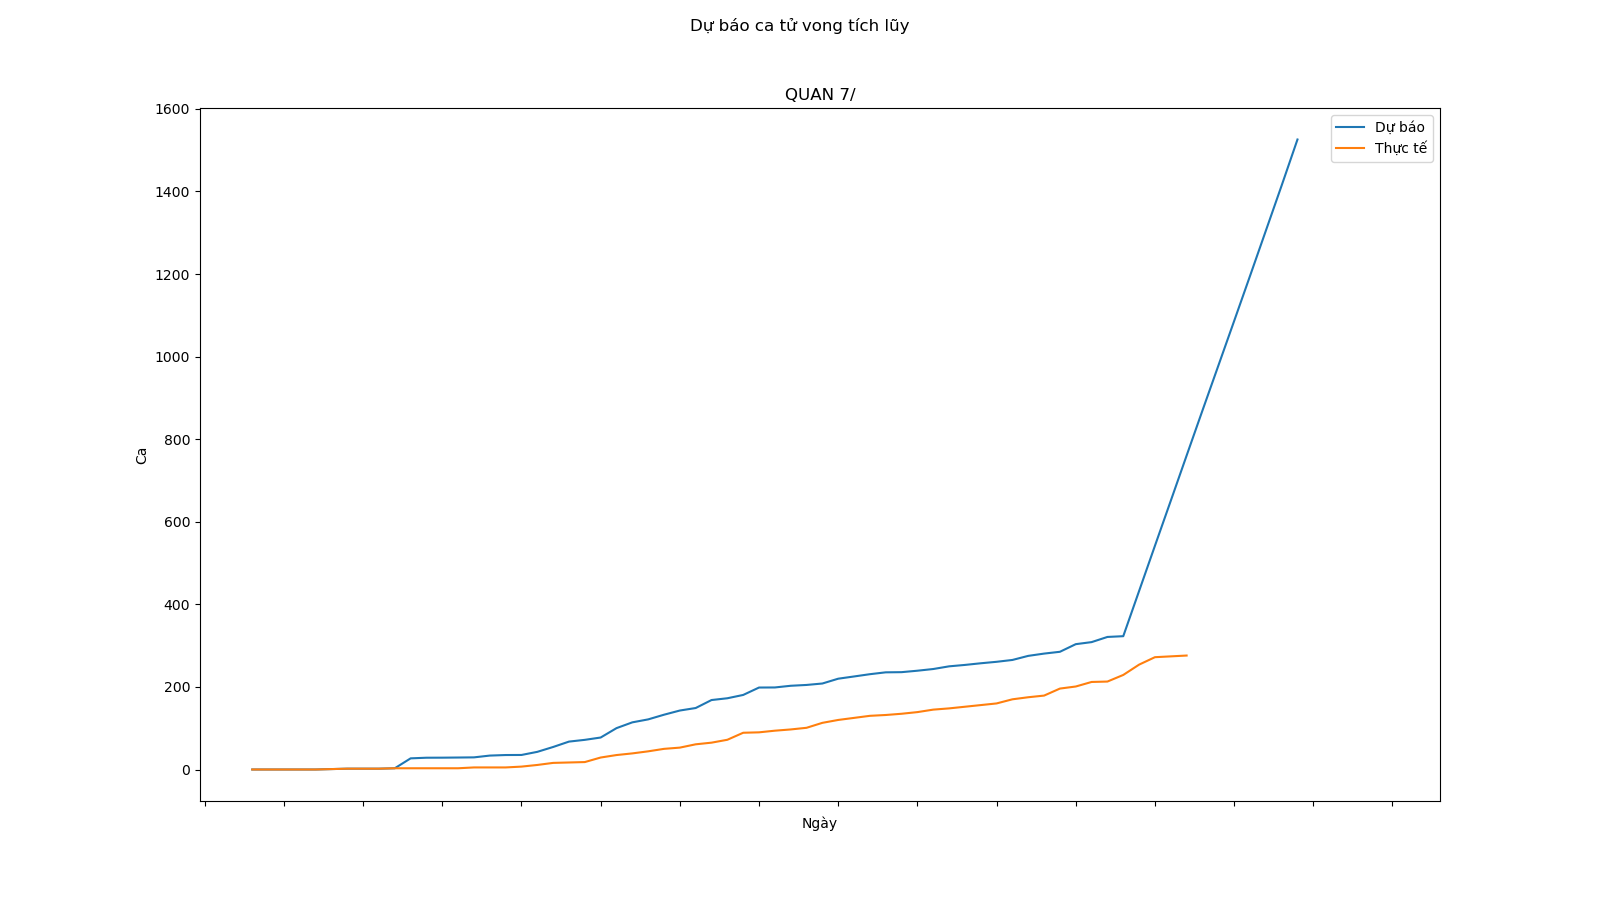 Dự báo ca tử vong tích lũy
QUAN 7/
1600
1400
1200
1000
800
600
400
200
0
Ca
Ngày
Dự báo
Thực tế